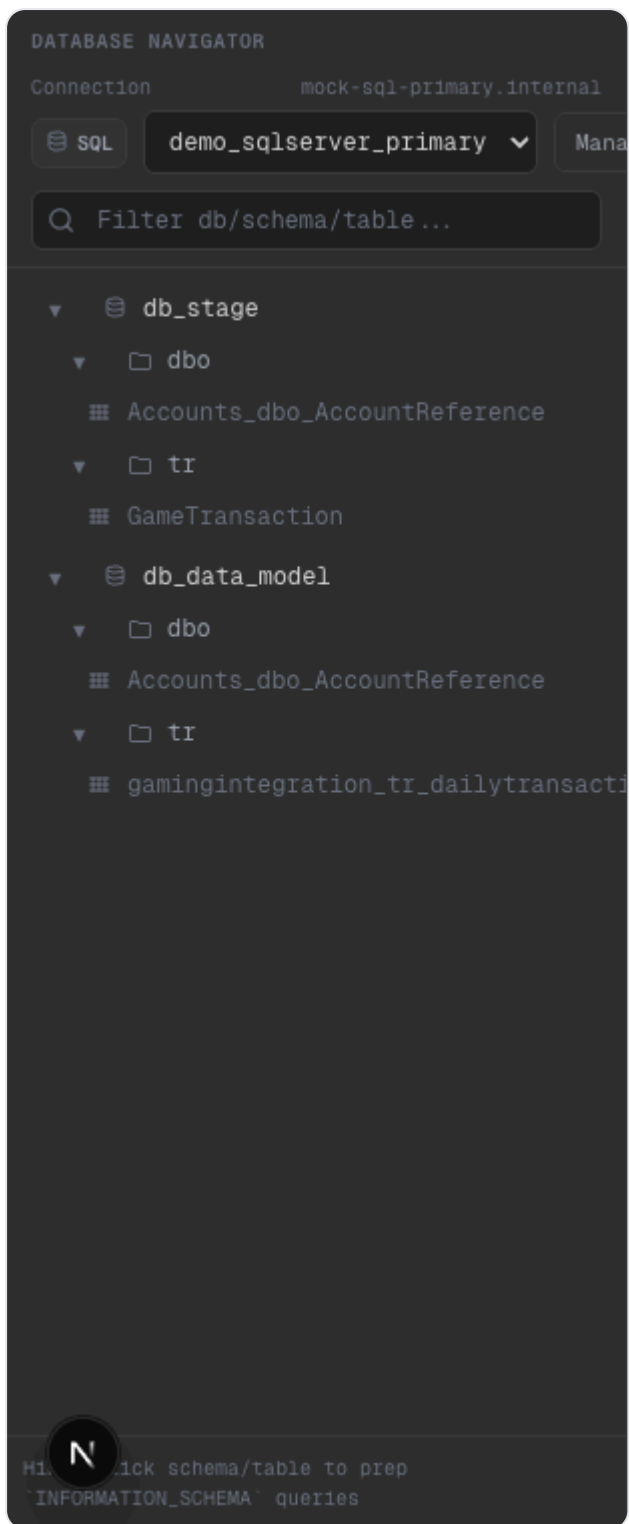 DATABASE NAVIGATOR
Connection mock-sql-primary.internal
SQL demo_sqlserver_primary Mana
Filter db/schema/table...
db_stage
dbo
Accounts_dbo_AccountReference
tr
GameTransaction
db_data_model
dbo
Accounts_dbo_AccountReference
tr
gamingintegration_tr_dailytransacti
N
schema/table to prep
`INFORMATION_SCHEMA` queries